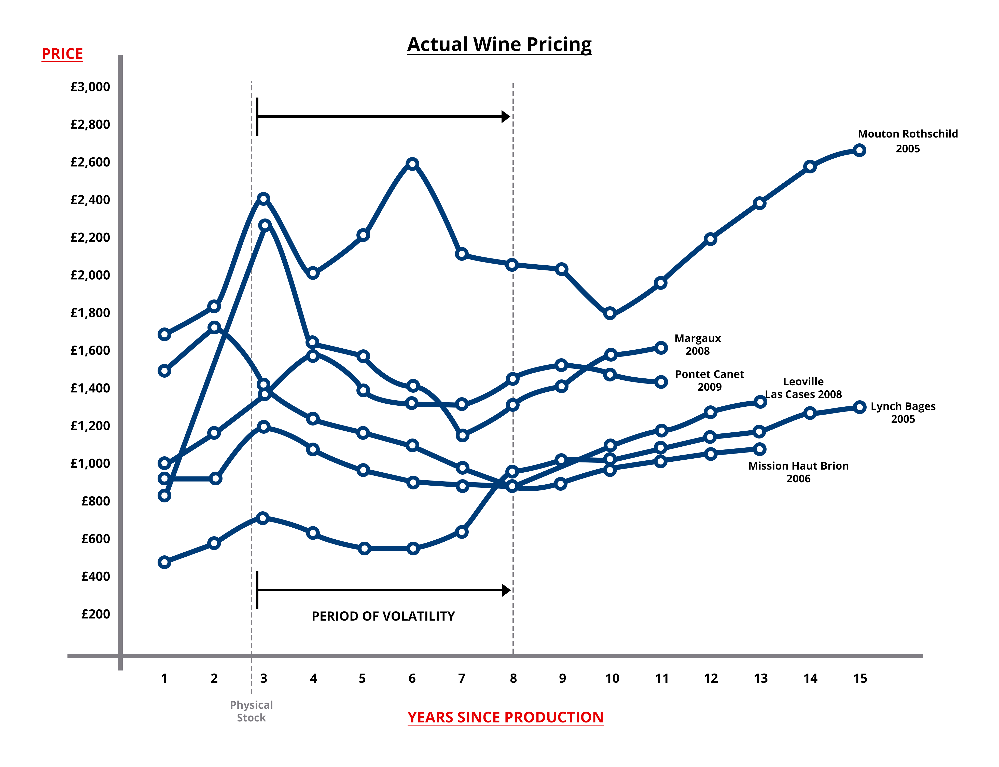 Actual Wine Pricing
PRICE
£3,000
£2,800
£2,600
£2,400
£2,200
£2,000
£1,800
£1,600
£1,400
£1,200
£1,000
£800
£600
£400
£200
Mouton Rothschild
2005
Margaux
2008
Pontet Canet
2009
Leoville
Las Cases 2008
Lynch Bages
2005
Mission Haut Brion
2006
PERIOD OF VOLATILITY
1 2 3 4 5 6 7 8 9 10 11 12 13 14 15
Physical
Stock
YEARS SINCE PRODUCTION